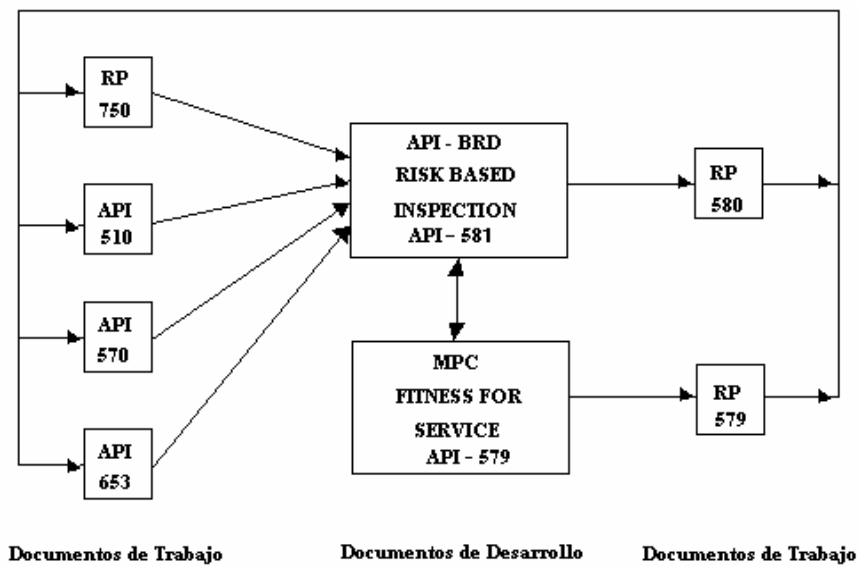 RP
750
API
510
API
570
API
653
API - BRD
RISK BASED
INSPECTION
API - 581
MPC
FITNESS FOR
SERVICE
API - 579
RP
580
RP
579
Documentos de Trabajo
Documentos de Desarrollo
Documentos de Trabajo